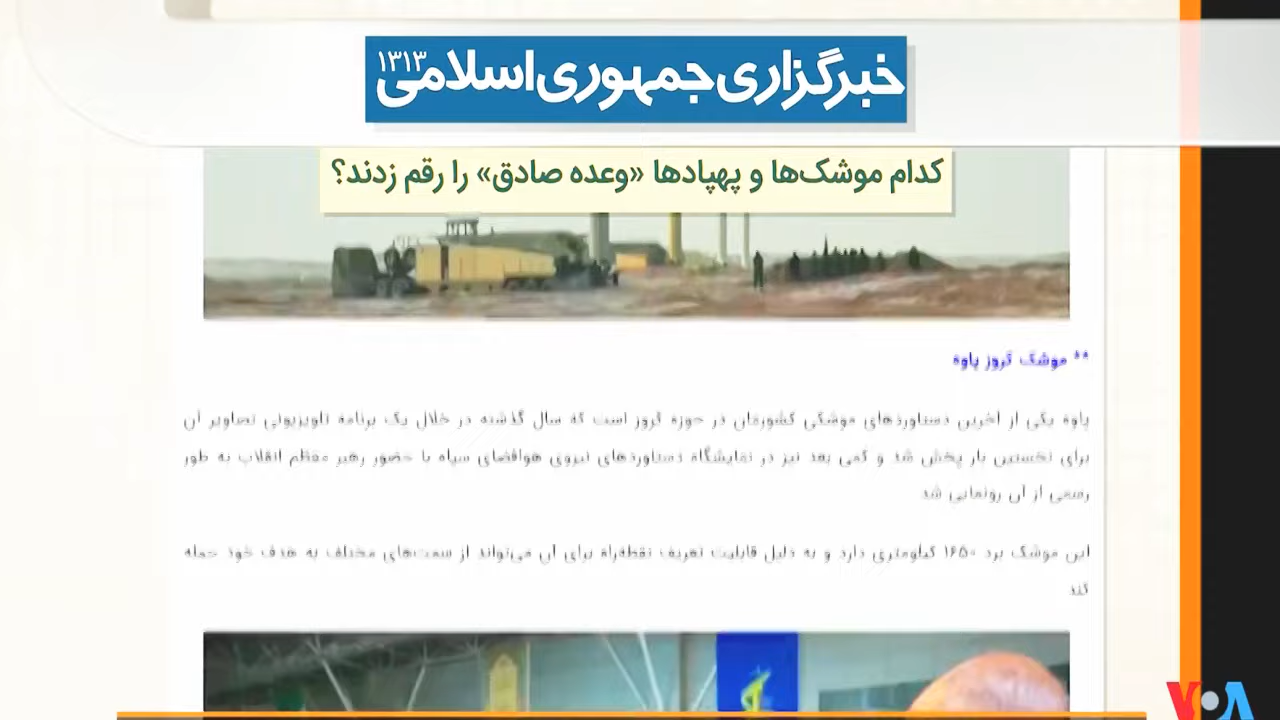 خبرگزاری جمهوری اسلامی
۱۳۱۳
کدام موشک‌ها و پهپادها «وعده صادق» را رقم زدند؟
** موشک کروز پاوه
پاوه یکی از آخرین دستاوردهای موشکی کشورمان در حوزه کروز است که سال گذشته در خلال یک برنامه تلویزیونی تصاویر آن
برای نخستین بار پخش شد و کمی بعد نیز در نمایشگاه دستاوردهای نیروی هوافضای سپاه با حضور رهبر معظم انقلاب به طور
رسمی از آن رونمایی شد
این موشک برد ۱۶۵۰ کیلومتری دارد و به دلیل قابلیت تعریف نقطه‌راه برای آن می‌تواند از سمت‌های مختلف به هدف خود حمله
کند
VOA